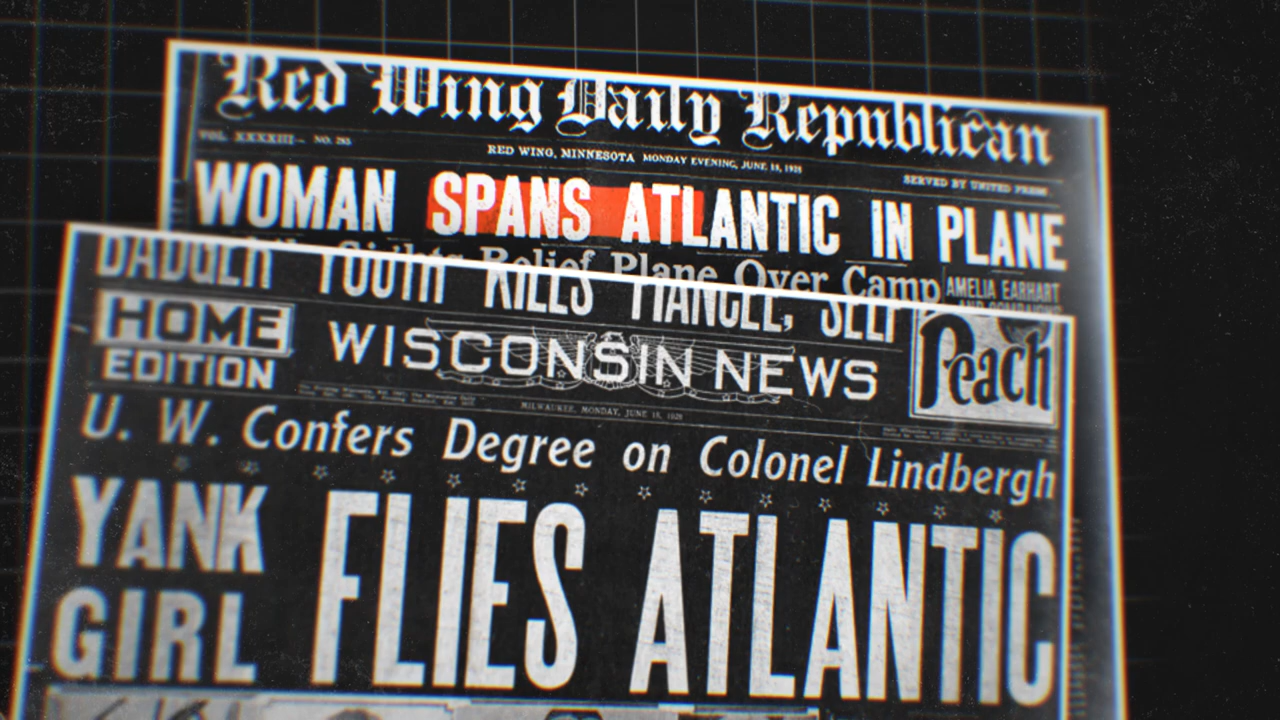 Red Wing Daily Republican
VOL. XXXXIII— NO. 285
RED WING, MINNESOTA MONDAY EVENING, JUNE 18, 1928
SERVED BY UNITED PRESS
WOMAN SPANS ATLANTIC IN PLANE
Relief Plane Over Camp
AMELIA EARHART
BADGER YOUTH KILLS FIANCEE, SELF
HOME
EDITION
WISCONSIN NEWS
Peach
MILWAUKEE, MONDAY, JUNE 18, 1928
U. W. Confers Degree on Colonel Lindbergh
YANK
GIRL
FLIES ATLANTIC